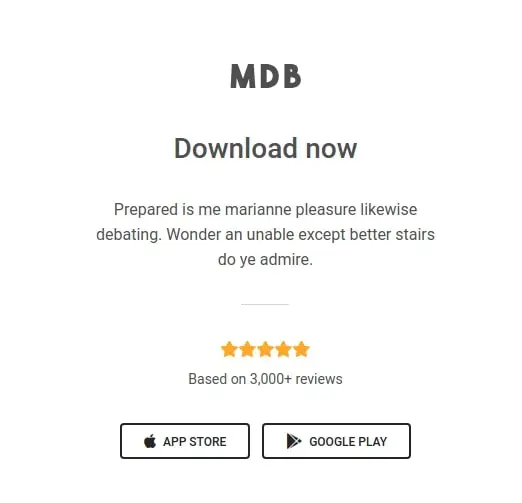 MDB
Download now
Prepared is me marianne pleasure likewise
debating. Wonder an unable except better stairs
do ye admire.
Based on 3,000+ reviews
APP STORE
GOOGLE PLAY